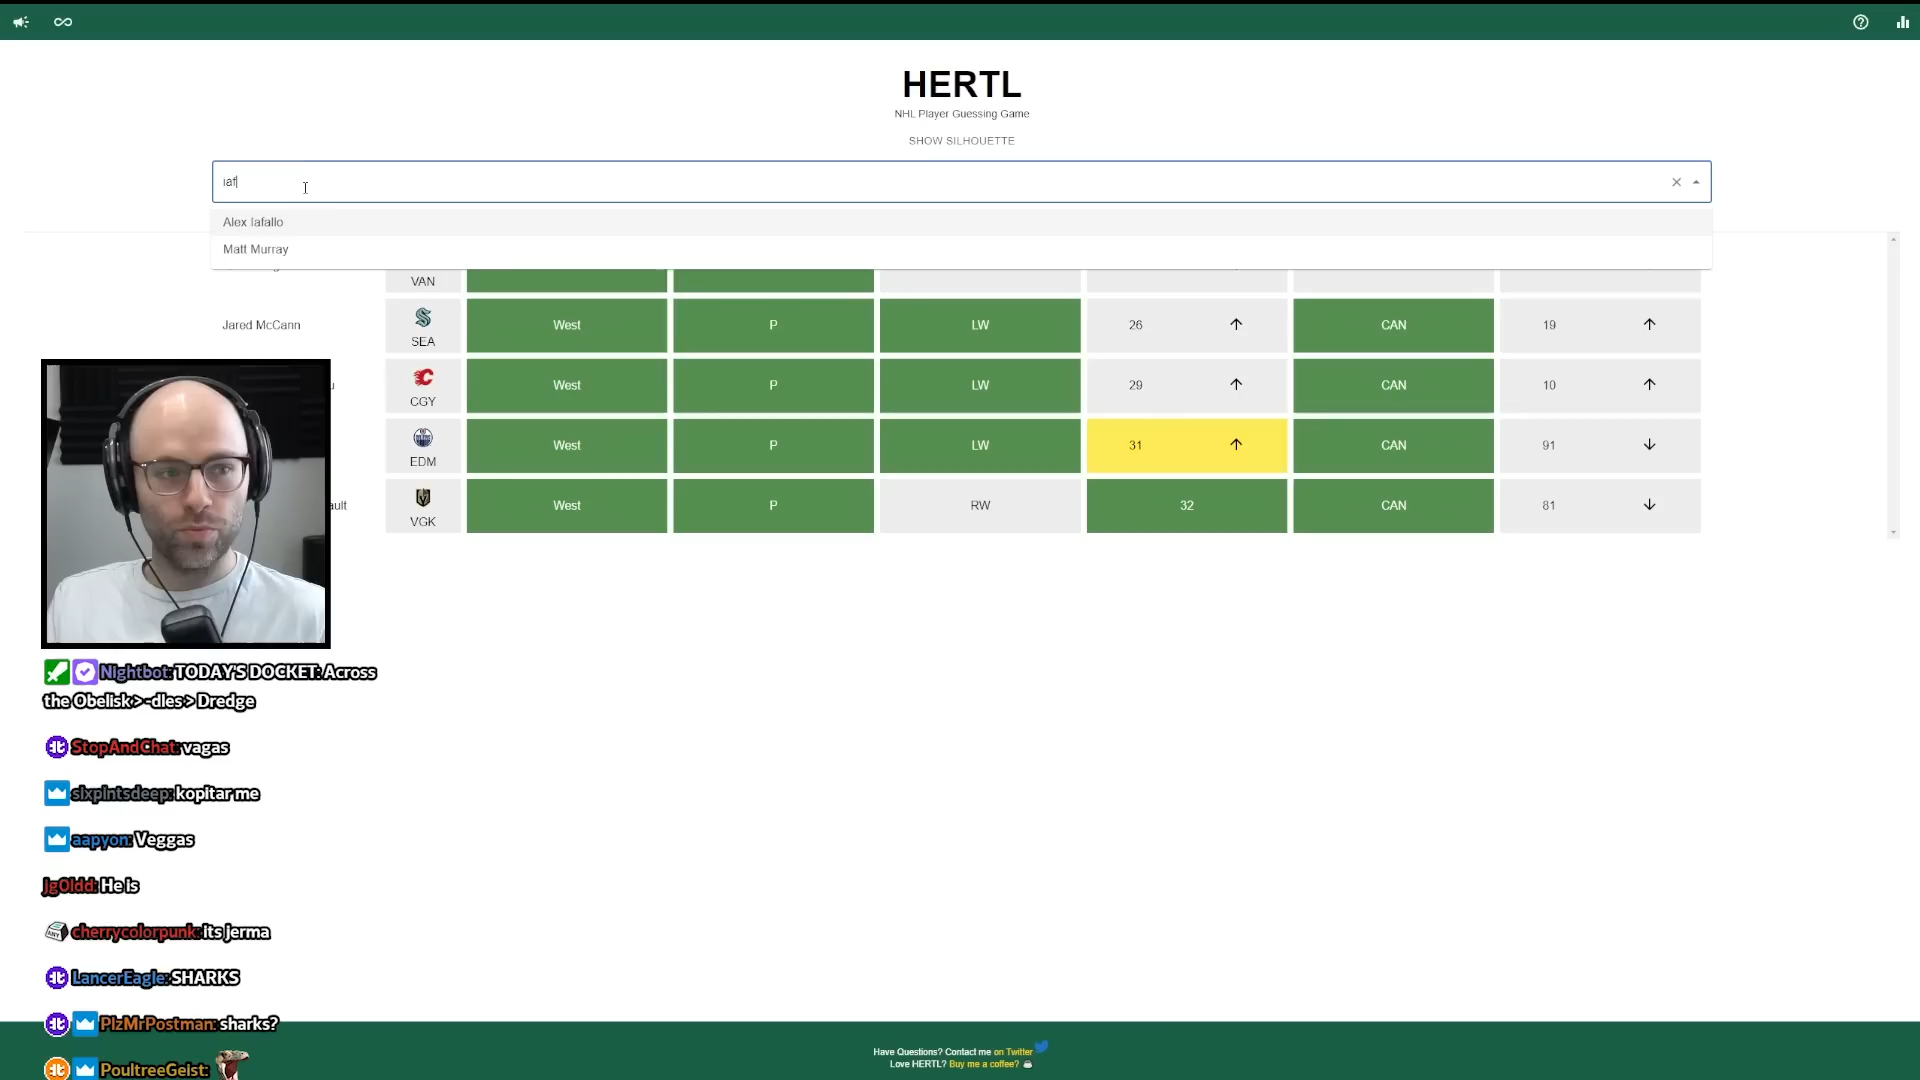 HERTL
NHL Player Guessing Game
SHOW SILHOUETTE
iaf
Alex Iafallo
Matt Murray
VAN
Jared McCann SEA West P LW 26 CAN 19
CGY West P LW 29 CAN 10
EDM West P LW 31 CAN 91
ault VGK West P RW 32 CAN 81
Nightbot: TODAY'S DOCKET: Across
the Obelisk > -dles > Dredge
StopAndChat: vagas
sixpintsdeep: kopitar me
aapyon: Veggas
jg0ldd: He is
cherrycolorpunk: its jerma
LancerEagle: SHARKS
PlzMrPostman: sharks?
PoultreeGeist:
Have Questions? Contact me on Twitter
Love HERTL? Buy me a coffee?